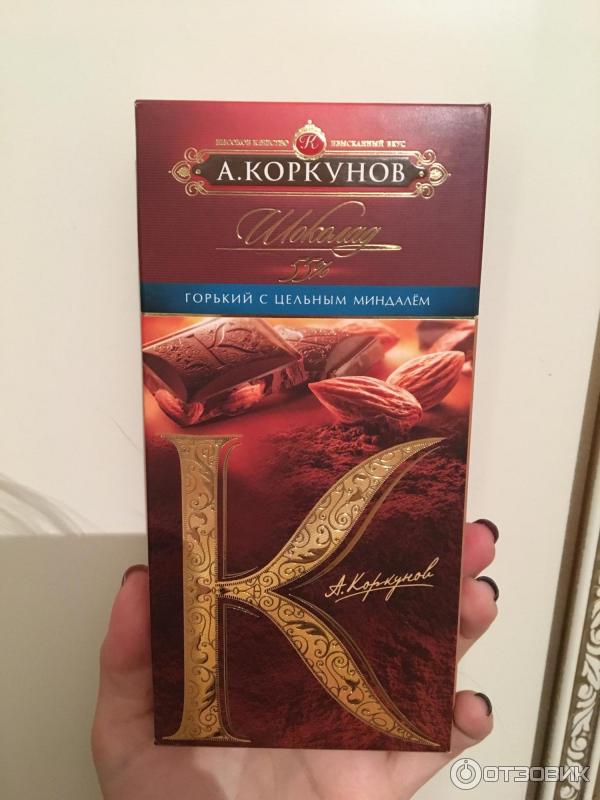 ВЫСОКОЕ КАЧЕСТВО К ИЗЫСКАННЫЙ ВКУС
А.КОРКУНОВ
Шоколад
55%
ГОРЬКИЙ С ЦЕЛЬНЫМ МИНДАЛЁМ
К
А.Коркунов
ОТЗОВИК